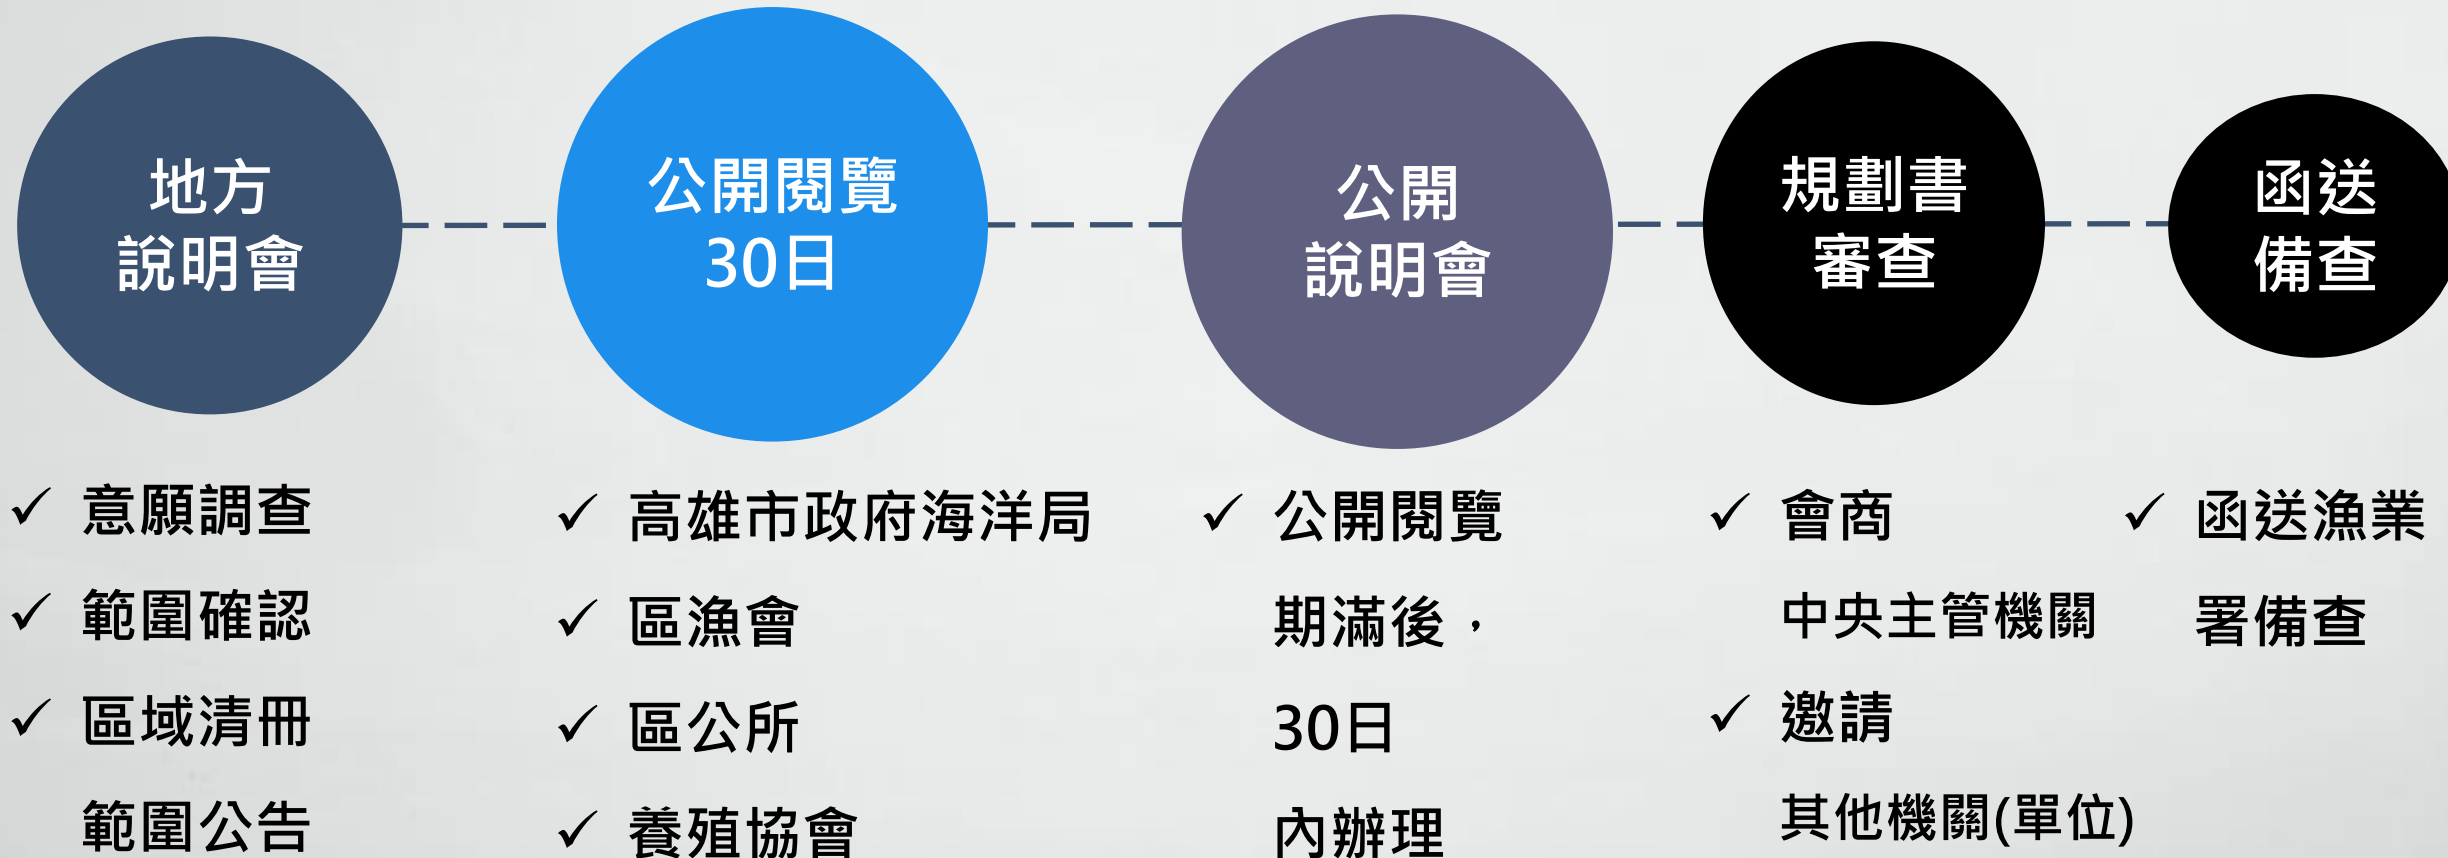 地方
說明會
公開閱覽
30日
公開
說明會
規劃書
審查
函送
備查
意願調查
範圍確認
區域清冊
範圍公告
高雄市政府海洋局
區漁會
區公所
養殖協會
公開閱覽
期滿後，
30日
內辦理
會商
中央主管機關
邀請
其他機關(單位)
函送漁業
署備查